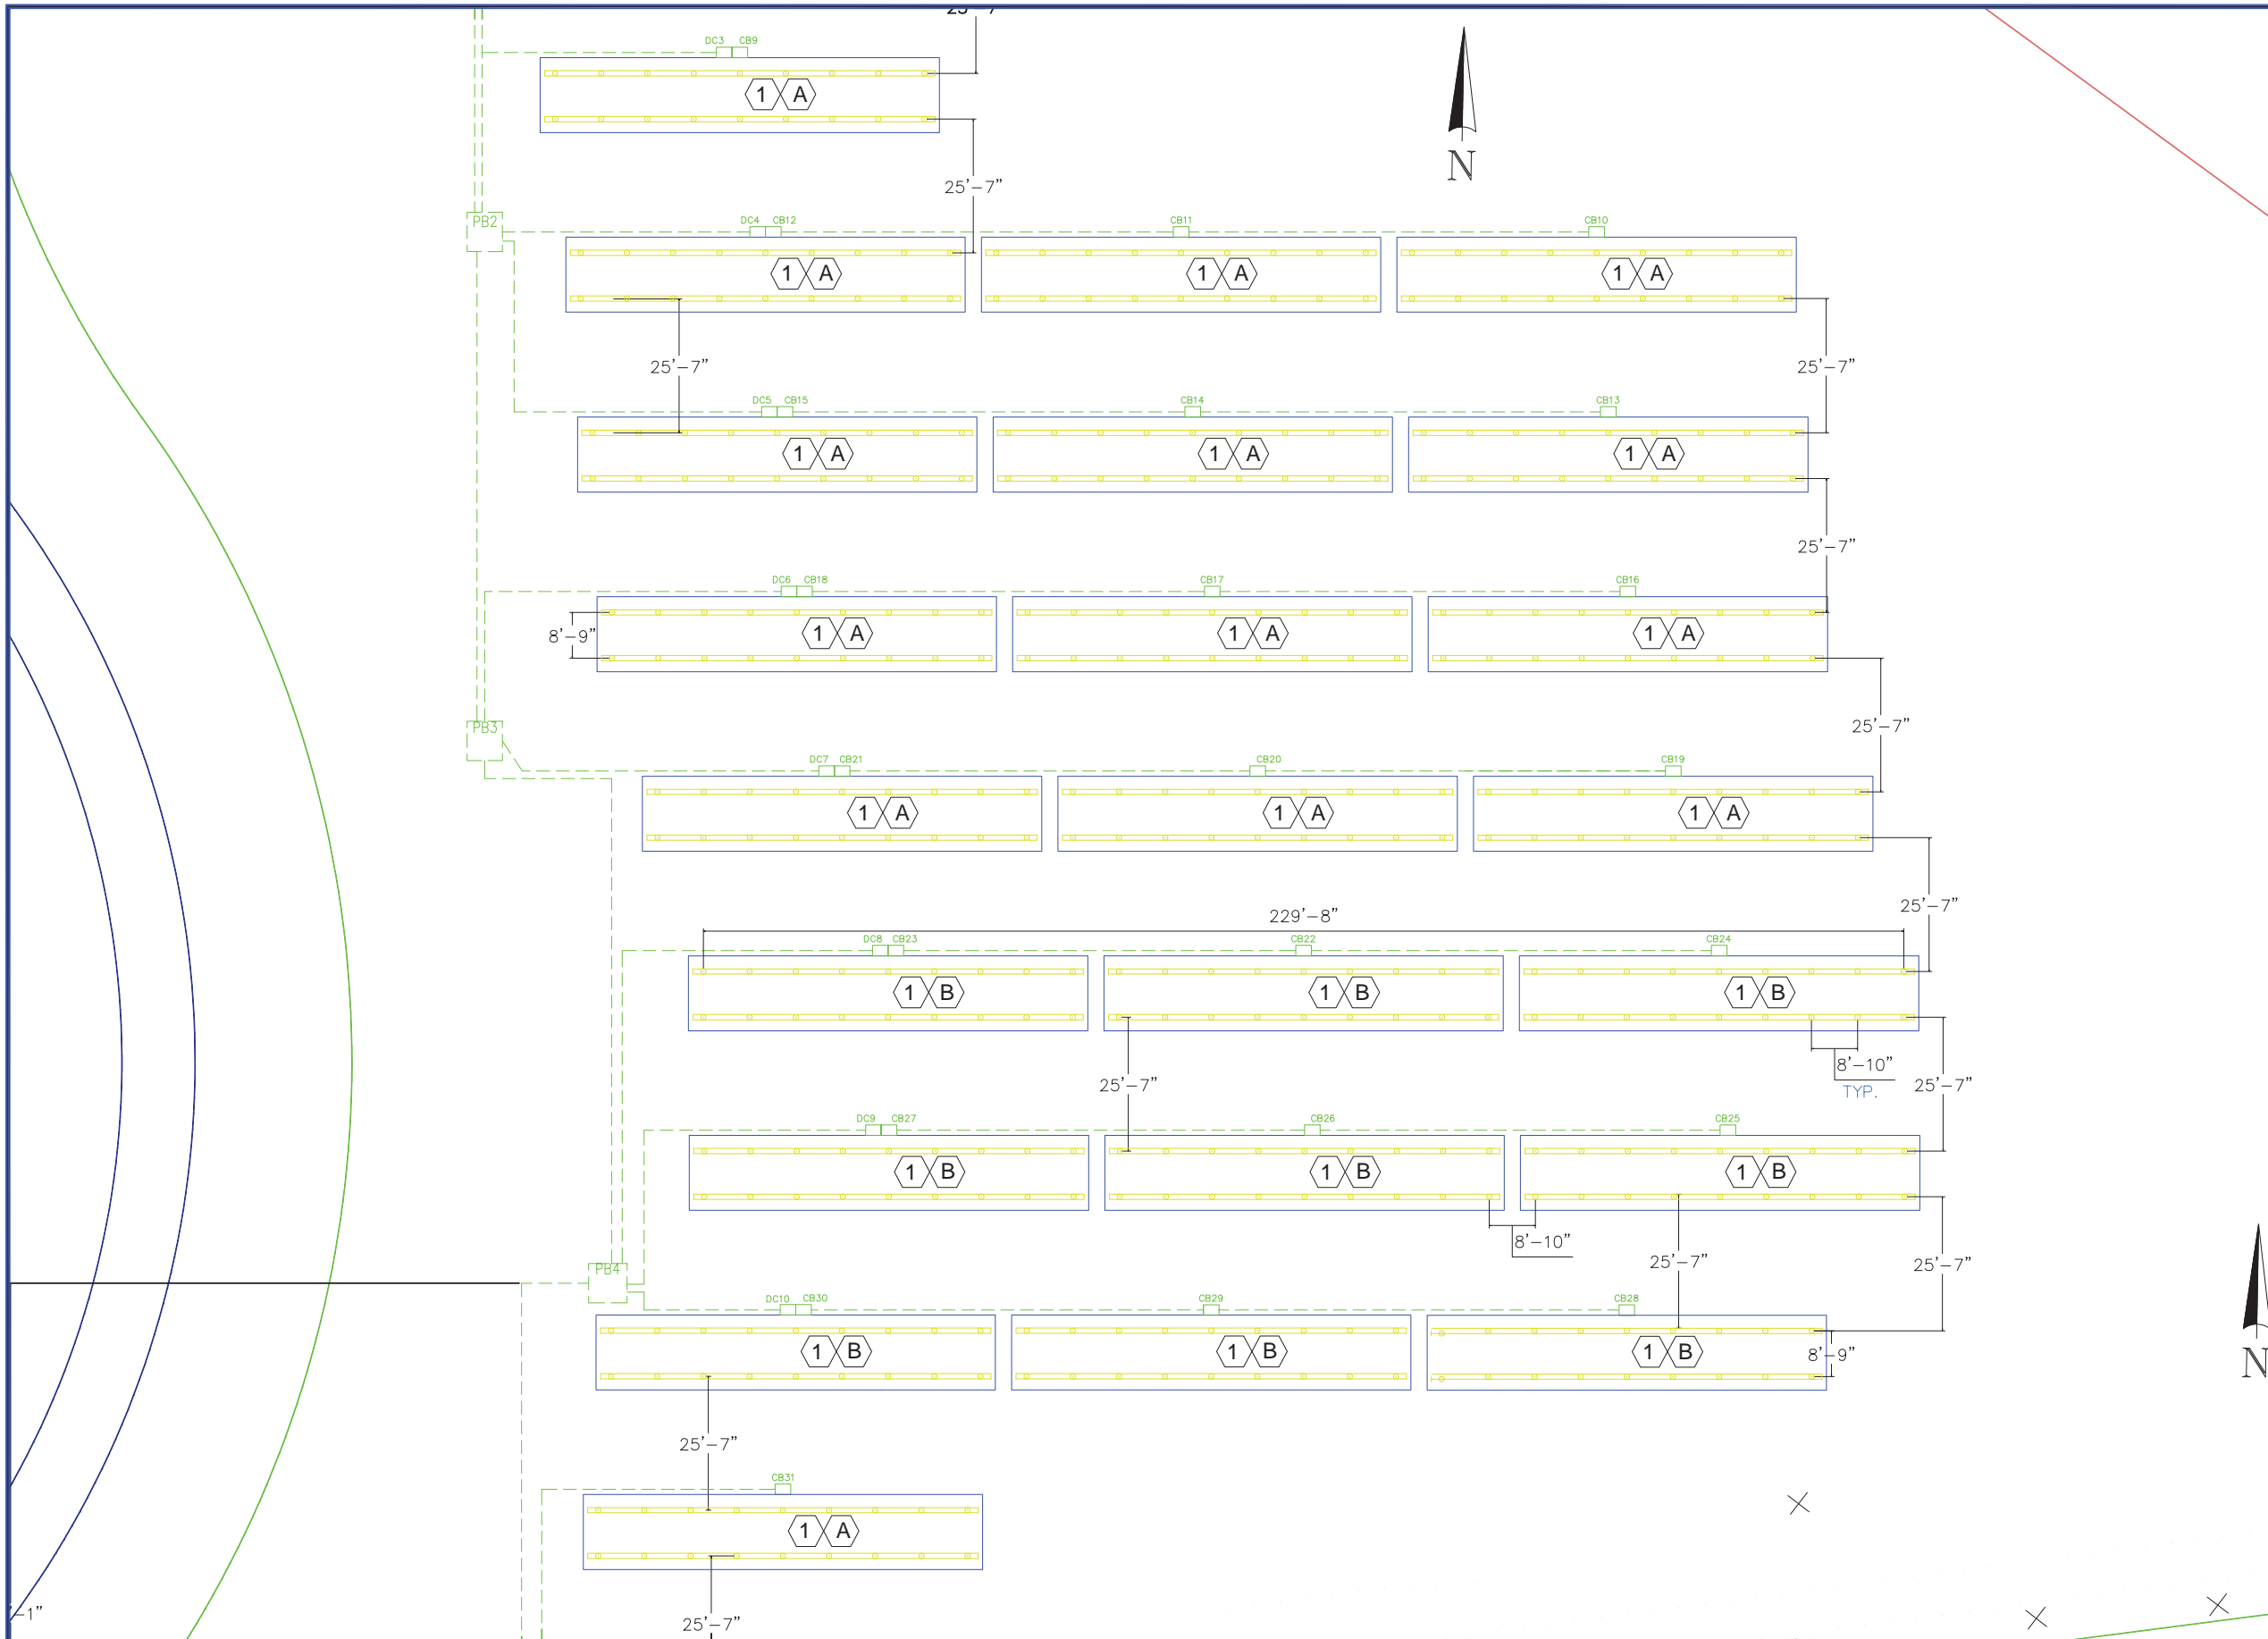 25'-7"
DC3 CB9
1 A
N
25'-7"
PB2
DC4 CB12 CB11 CB10
1 A 1 A 1 A
25'-7" 25'-7"
DC5 CB15 CB14 CB13
1 A 1 A 1 A
25'-7"
DC6 CB18 CB17 CB16
8'-9" 1 A 1 A 1 A
PB3 25'-7"
DC7 CB21 CB20 CB19
1 A 1 A 1 A
229'-8" 25'-7"
DC8 CB23 CB22 CB24
1 B 1 B 1 B
25'-7" 8'-10" 25'-7"
TYP.
DC9 CB27 CB26 CB25
1 B 1 B 1 B
8'-10" 25'-7" 25'-7"
PB4
DC10 CB30 CB29 CB28
1 B 1 B 1 B 8'-9"
N
25'-7"
CB31
1 A
'-1" 25'-7"